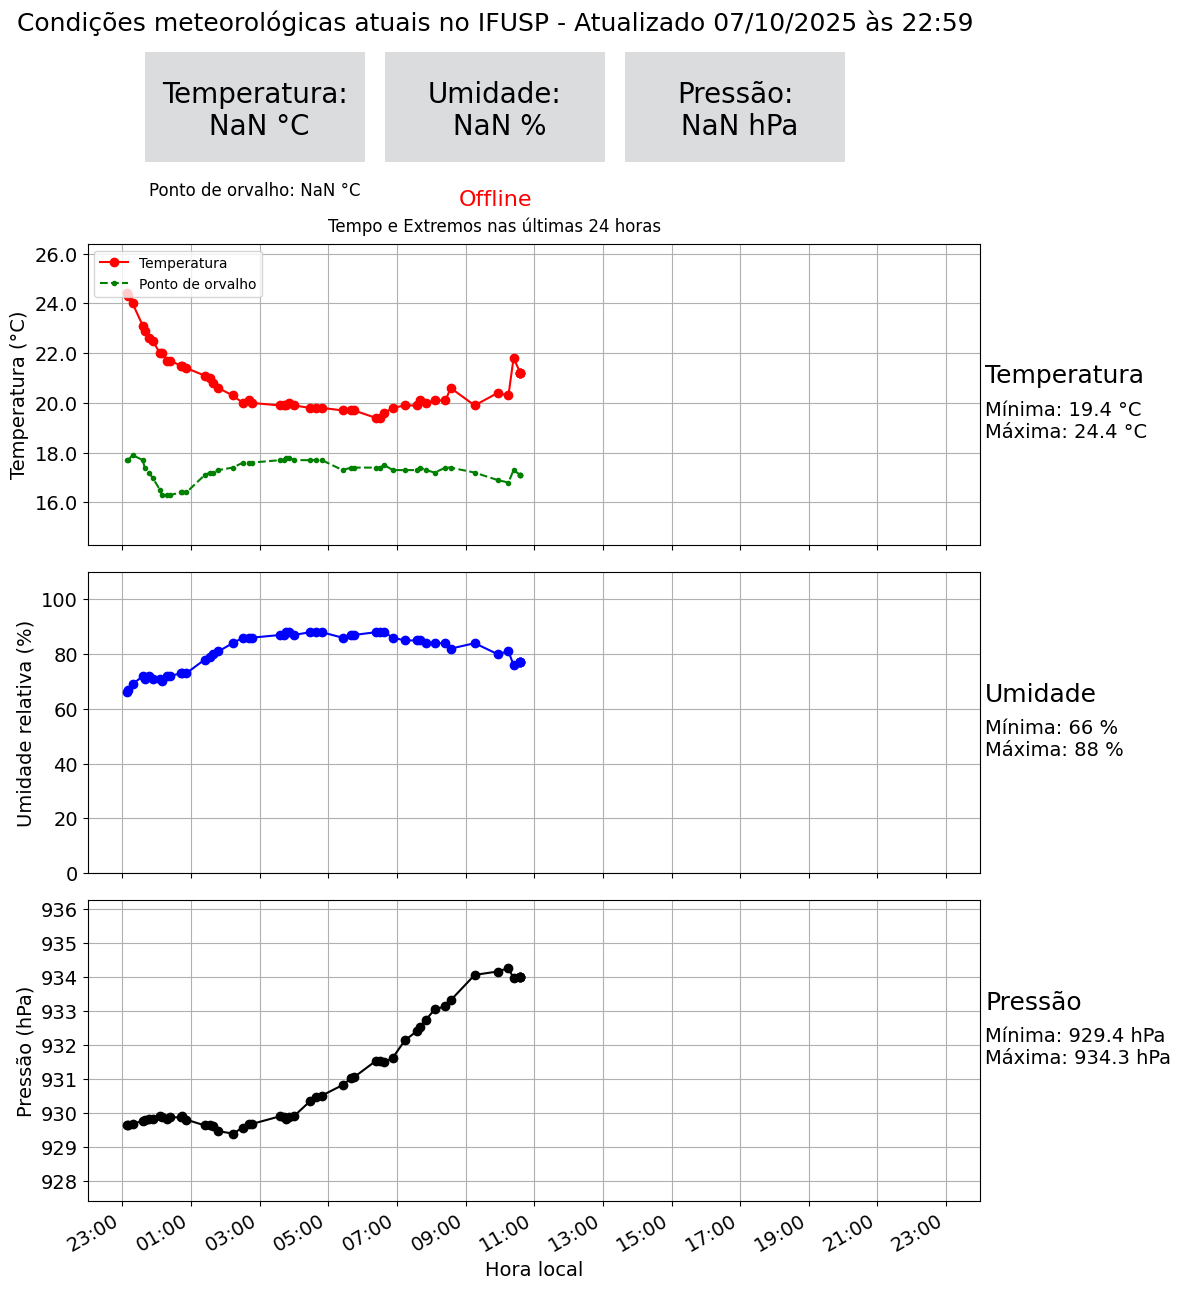 Condições meteorológicas atuais no IFUSP - Atualizado 07/10/2025 às 22:59
Temperatura:
NaN °C
Umidade:
NaN %
Pressão:
NaN hPa
Ponto de orvalho: NaN °C
Offline
Tempo e Extremos nas últimas 24 horas
Temperatura (°C)
26.0
24.0
22.0
20.0
18.0
16.0
Temperatura
Ponto de orvalho
Temperatura
Mínima: 19.4 °C
Máxima: 24.4 °C
Umidade relativa (%)
100
80
60
40
20
0
Umidade
Mínima: 66 %
Máxima: 88 %
Pressão (hPa)
936
935
934
933
932
931
930
929
928
Pressão
Mínima: 929.4 hPa
Máxima: 934.3 hPa
23:00
01:00
03:00
05:00
07:00
09:00
11:00
13:00
15:00
17:00
19:00
21:00
23:00
Hora local